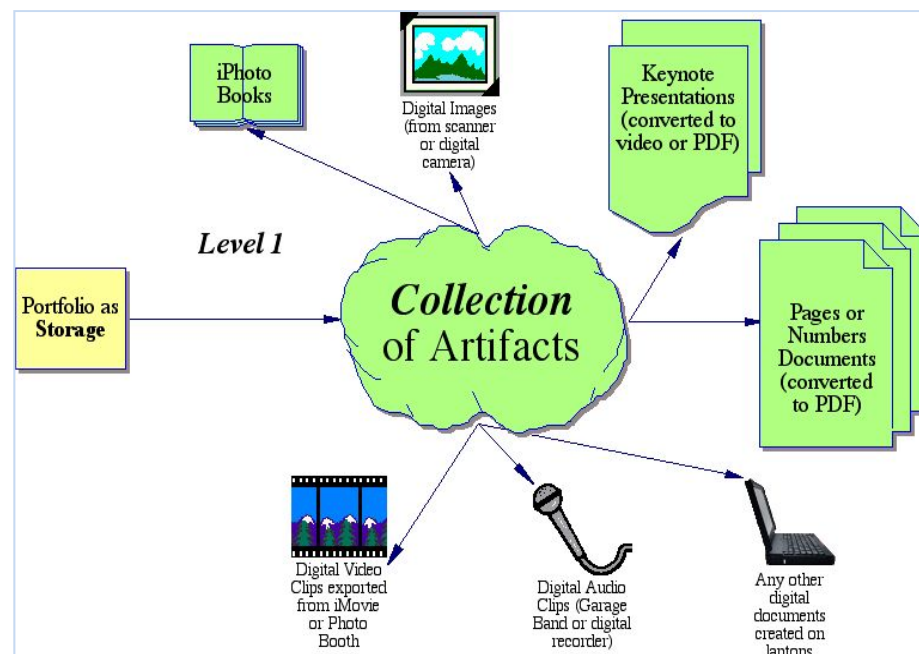 iPhoto
Books
Digital Images
(from scanner
or digital
camera)
Keynote
Presentations
(converted to
video or PDF)
Level 1
Portfolio as
Storage
Collection
of Artifacts
Pages or
Numbers
Documents
(converted
to PDF)
Digital Video
Clips exported
from iMovie
or Photo
Booth
Digital Audio
Clips (Garage
Band or digital
recorder)
Any other
digital
documents
created on
laptops